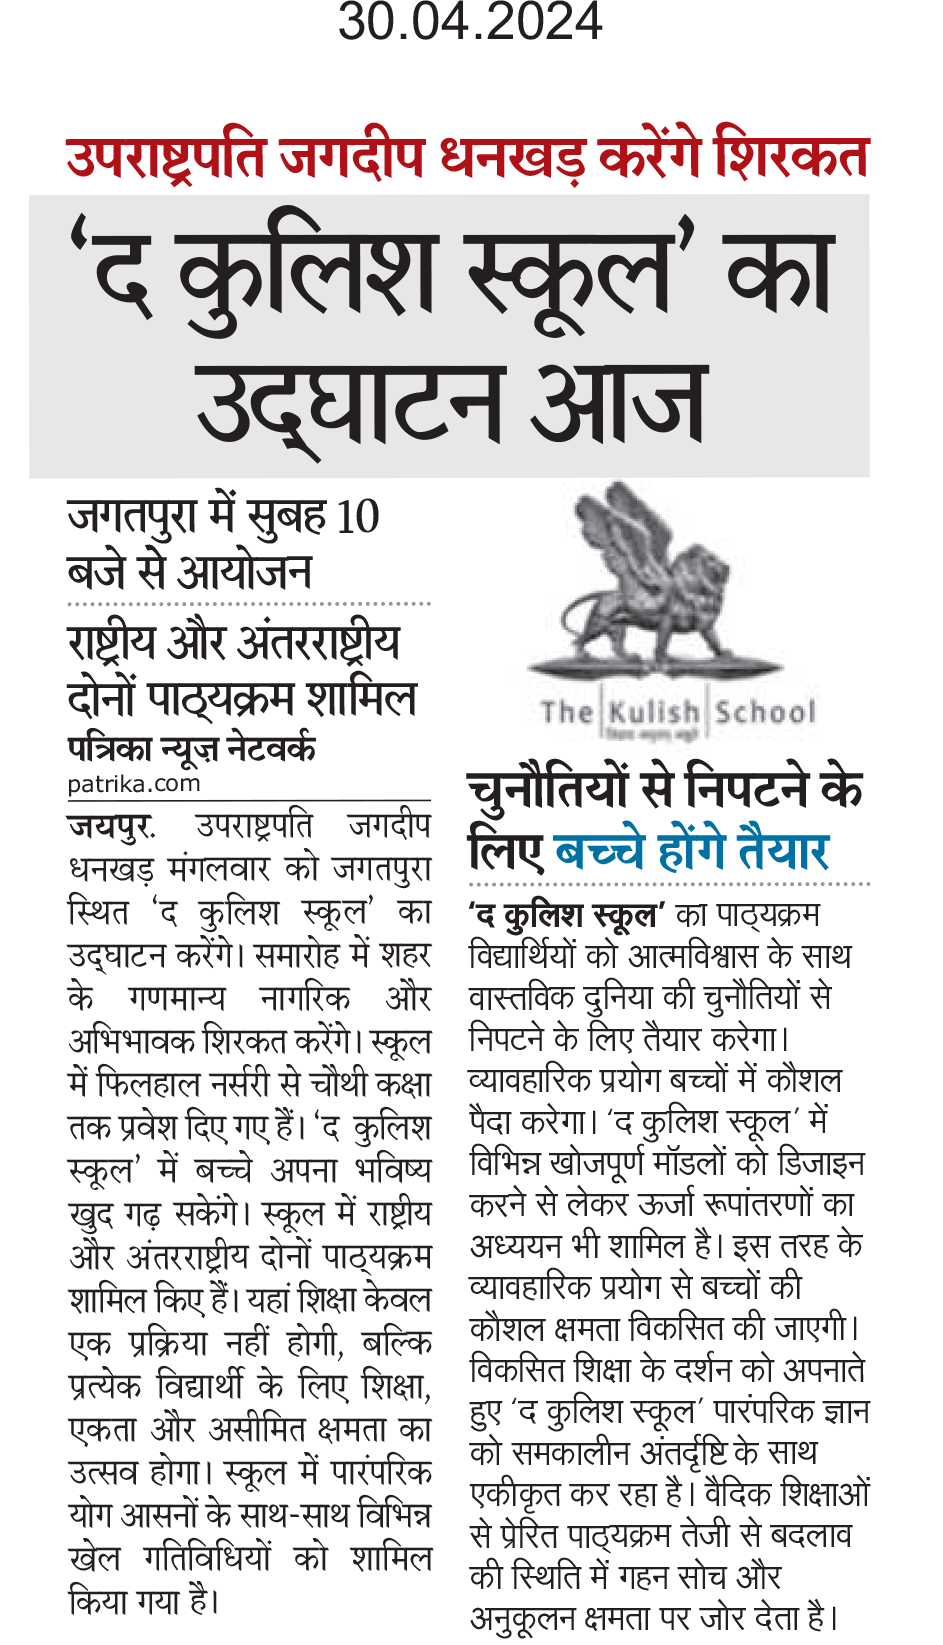 30.04.2024
उपराष्ट्रपति जगदीप धनखड़ करेंगे शिरकत
‘द कुलिश स्कूल’ का
उद्‌घाटन आज
जगतपुरा में सुबह 10
बजे से आयोजन
राष्ट्रीय और अंतरराष्ट्रीय
दोनों पाठ्यक्रम शामिल
पत्रिका न्यूज़ नेटवर्क
patrika.com
जयपुर. उपराष्ट्रपति जगदीप
धनखड़ मंगलवार को जगतपुरा
स्थित ‘द कुलिश स्कूल’ का
उद्‌घाटन करेंगे। समारोह में शहर
के गणमान्य नागरिक और
अभिभावक शिरकत करेंगे। स्कूल
में फिलहाल नर्सरी से चौथी कक्षा
तक प्रवेश दिए गए हैं। ‘द कुलिश
स्कूल’ में बच्चे अपना भविष्य
खुद गढ़ सकेंगे। स्कूल में राष्ट्रीय
और अंतरराष्ट्रीय दोनों पाठ्यक्रम
शामिल किए हैं। यहां शिक्षा केवल
एक प्रक्रिया नहीं होगी, बल्कि
प्रत्येक विद्यार्थी के लिए शिक्षा,
एकता और असीमित क्षमता का
उत्सव होगा। स्कूल में पारंपरिक
योग आसनों के साथ-साथ विभिन्न
खेल गतिविधियों को शामिल
किया गया है।
The Kulish School
चुनौतियों से निपटने के
लिए बच्चे होंगे तैयार
‘द कुलिश स्कूल’ का पाठ्यक्रम
विद्यार्थियों को आत्मविश्वास के साथ
वास्तविक दुनिया की चुनौतियों से
निपटने के लिए तैयार करेगा।
व्यावहारिक प्रयोग बच्चों में कौशल
पैदा करेगा। ‘द कुलिश स्कूल’ में
विभिन्न खोजपूर्ण मॉडलों को डिजाइन
करने से लेकर ऊर्जा रूपांतरणों का
अध्ययन भी शामिल है। इस तरह के
व्यावहारिक प्रयोग से बच्चों की
कौशल क्षमता विकसित की जाएगी।
विकसित शिक्षा के दर्शन को अपनाते
हुए ‘द कुलिश स्कूल’ पारंपरिक ज्ञान
को समकालीन अंतर्दृष्टि के साथ
एकीकृत कर रहा है। वैदिक शिक्षाओं
से प्रेरित पाठ्यक्रम तेजी से बदलाव
की स्थिति में गहन सोच और
अनुकूलन क्षमता पर जोर देता है।